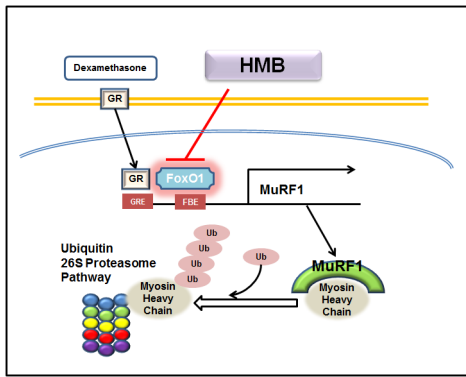 Dexamethasone
HMB
GR
GR
FoxO1
GRE
FBE
MuRF1
Ub
Ub
Ub
Ub
Ub
Ubiquitin
26S Proteasome
Pathway
Myosin
Heavy
Chain
MuRF1
Myosin
Heavy
Chain